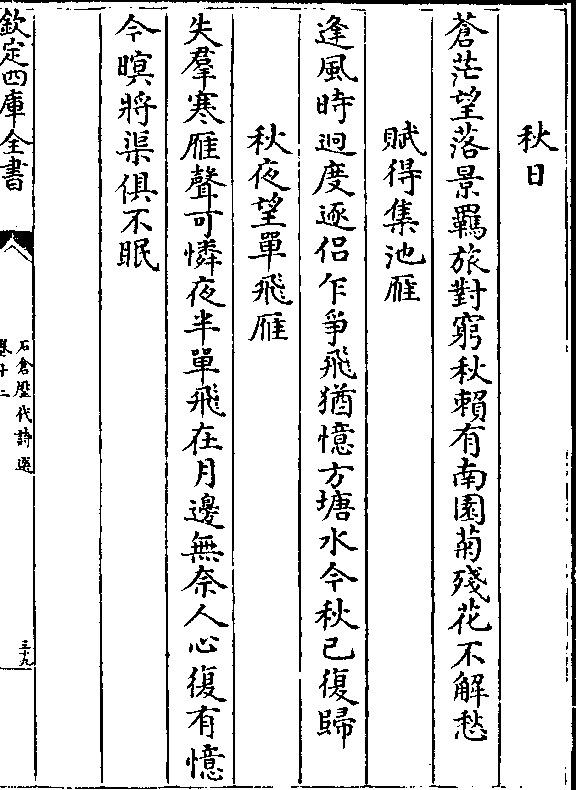 秋日
蒼茫望落景羈旅對窮秋賴有南園菊殘花不解愁
賦得集池雁
逢風時迥度逐侶乍爭飛猶憶方塘水今秋已復歸
秋夜望單飛雁
失羣寒雁聲可憐夜半單飛在月邊無奈人心復有憶
今暝將渠俱不眠
欽定四庫全書
石倉歷代詩選
卷十二
三十九